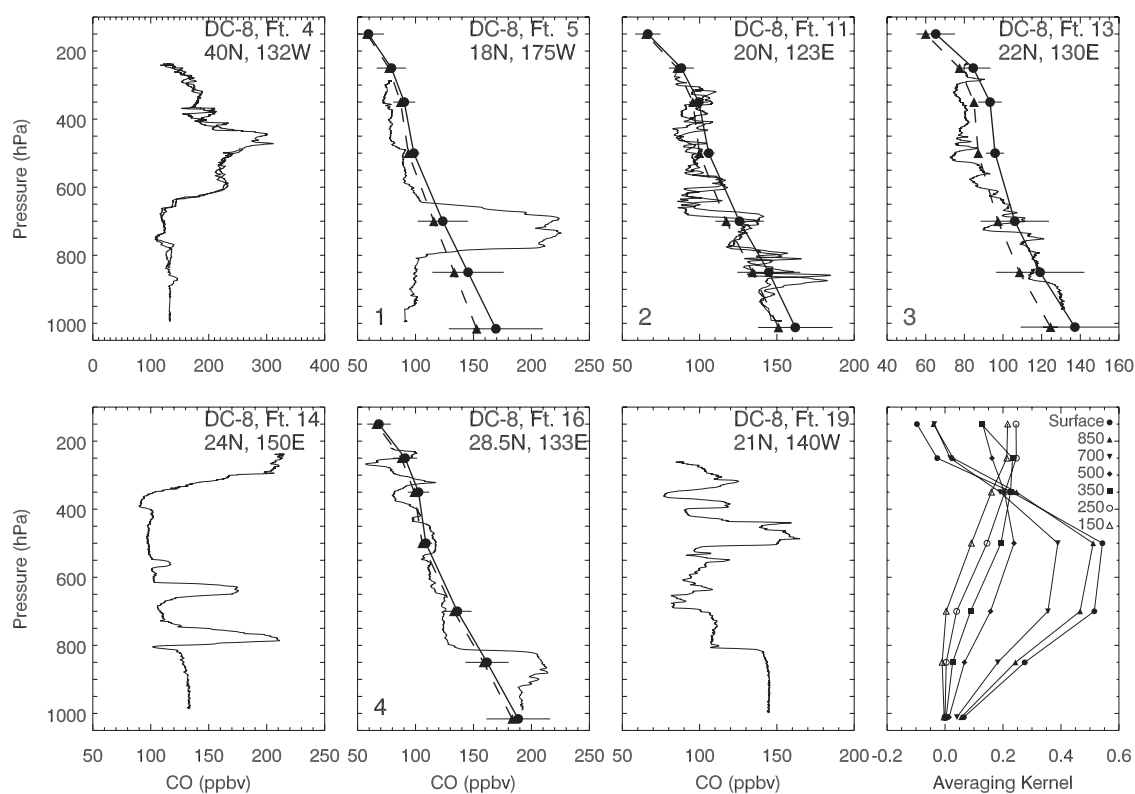 DC-8, Ft. 4
40N, 132W
DC-8, Ft. 5
18N, 175W
DC-8, Ft. 11
20N, 123E
DC-8, Ft. 13
22N, 130E
200
400
600
800
1000
Pressure (hPa)
1
2
3
0 100 200 300 400
50 100 150 200 250
50 100 150 200
40 60 80 100 120 140 160
DC-8, Ft. 14
24N, 150E
DC-8, Ft. 16
28.5N, 133E
DC-8, Ft. 19
21N, 140W
Surface
850
700
500
350
250
150
200
400
600
800
1000
Pressure (hPa)
4
50 100 150 200 250
50 100 150 200 250
50 100 150 200
-0.2 0.0 0.2 0.4 0.6
CO (ppbv)
CO (ppbv)
CO (ppbv)
Averaging Kernel